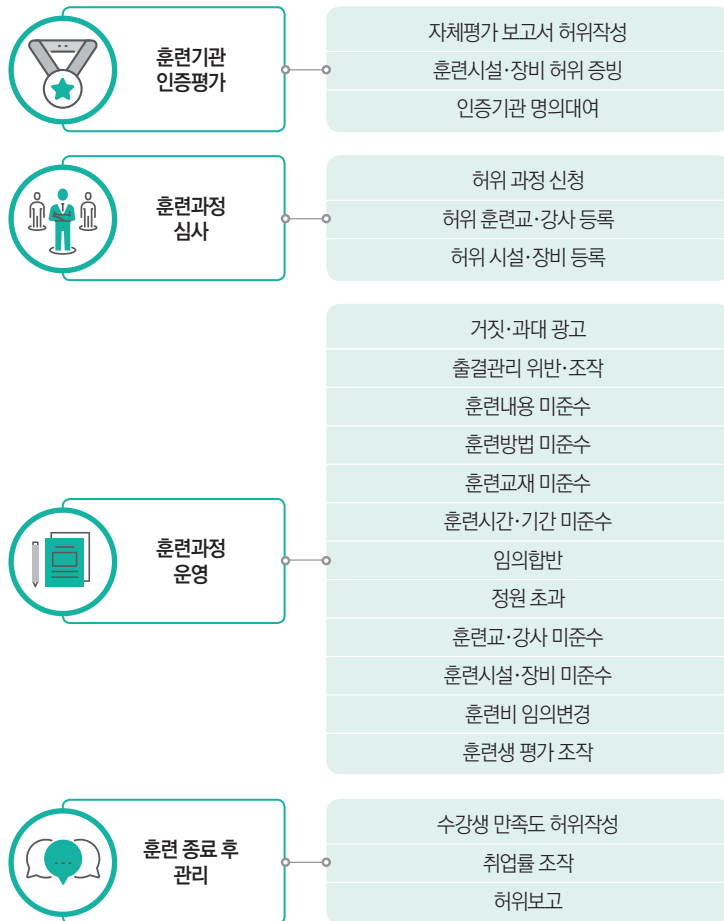 훈련기관
인증평가
자체평가 보고서 허위작성
훈련시설·장비 허위 증빙
인증기관 명의대여
훈련과정
심사
허위 과정 신청
허위 훈련교·강사 등록
허위 시설·장비 등록
훈련과정
운영
거짓·과대 광고
출결관리 위반·조작
훈련내용 미준수
훈련방법 미준수
훈련교재 미준수
훈련시간·기간 미준수
임의합반
정원 초과
훈련교·강사 미준수
훈련시설·장비 미준수
훈련비 임의변경
훈련생 평가 조작
훈련 종료 후
관리
수강생 만족도 허위작성
취업률 조작
허위보고